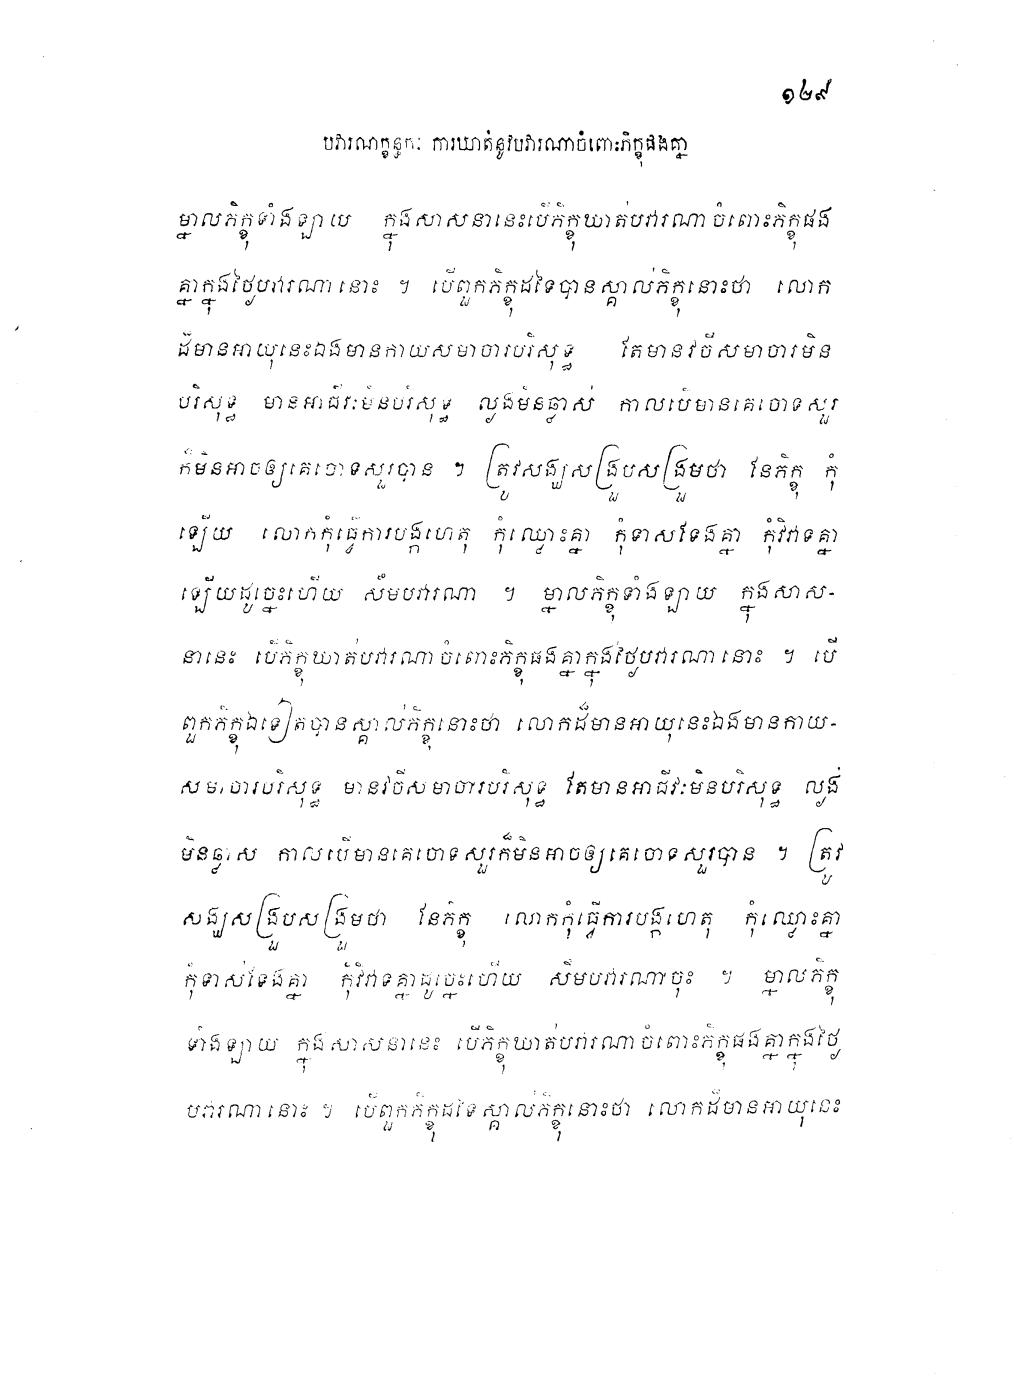 ១២៩
បវារណក្ខន្ធកៈ ការឃាត់នូវបវារណាចំពោះភិក្ខុផងគ្នា
ម្នាលភិក្ខុទាំងឡាយ ក្នុងសាសនានេះបើភិក្ខុឃាត់បវារណាចំពោះភិក្ខុផង
គ្នាក្នុងថ្ងៃបវារណានោះ ។ បើពួកភិក្ខុដទៃបានស្គាល់ភិក្ខុនោះថា លោក
ដ៏មានអាយុនេះឯងមានកាយសមាចារបរិសុទ្ធ តែមានវចីសមាចារមិន
បរិសុទ្ធ មានអាជីវៈមិនបរិសុទ្ធ ល្ងង់មិនឆ្លាស់ កាលបើមានគេចោទសួរ
ក៏មិនអាចឲ្យគេចោទសួរបាន ។ ត្រូវសង្ឃសង្រ្គបសង្រ្គមថា នែភិក្ខុ កុំ
ឡើយ លោកកុំធ្វើការបង្កហេតុ កុំឈ្លោះគ្នា កុំទាស់ទែងគ្នា កុំវិវាទគ្នា
ឡើយដូច្នេះហើយ សឹមបវារណា ។ ម្នាលភិក្ខុទាំងឡាយ ក្នុងសាស-
នានេះ បើភិក្ខុឃាត់បវារណាចំពោះភិក្ខុផងគ្នាក្នុងថ្ងៃបវារណានោះ ។ បើ
ពួកភិក្ខុឯទៀតបានស្គាល់ភិក្ខុនោះថា លោកដ៏មានអាយុនេះឯងមានកាយ-
សមាចារបរិសុទ្ធ មានវចីសមាចារបរិសុទ្ធ តែមានអាជីវៈមិនបរិសុទ្ធ ល្ងង់
មិនឆ្លាស កាលបើមានគេចោទសួរក៏មិនអាចឲ្យគេចោទសួរបាន ។ ត្រូវ
សង្ឃសង្រ្គបសង្រ្គមថា នែភិក្ខុ លោកកុំធ្វើការបង្កហេតុ កុំឈ្លោះគ្នា
កុំទាស់ទែងគ្នា កុំវិវាទគ្នាដូច្នេះហើយ សឹមបវារណាចុះ ។ ម្នាលភិក្ខុ
ទាំងឡាយ ក្នុងសាសនានេះ បើភិក្ខុឃាត់បវារណាចំពោះភិក្ខុផងគ្នាក្នុងថ្ងៃ
បវារណានោះ ។ បើពួកភិក្ខុដទៃស្គាល់ភិក្ខុនោះថា លោកដ៏មានអាយុនេះ